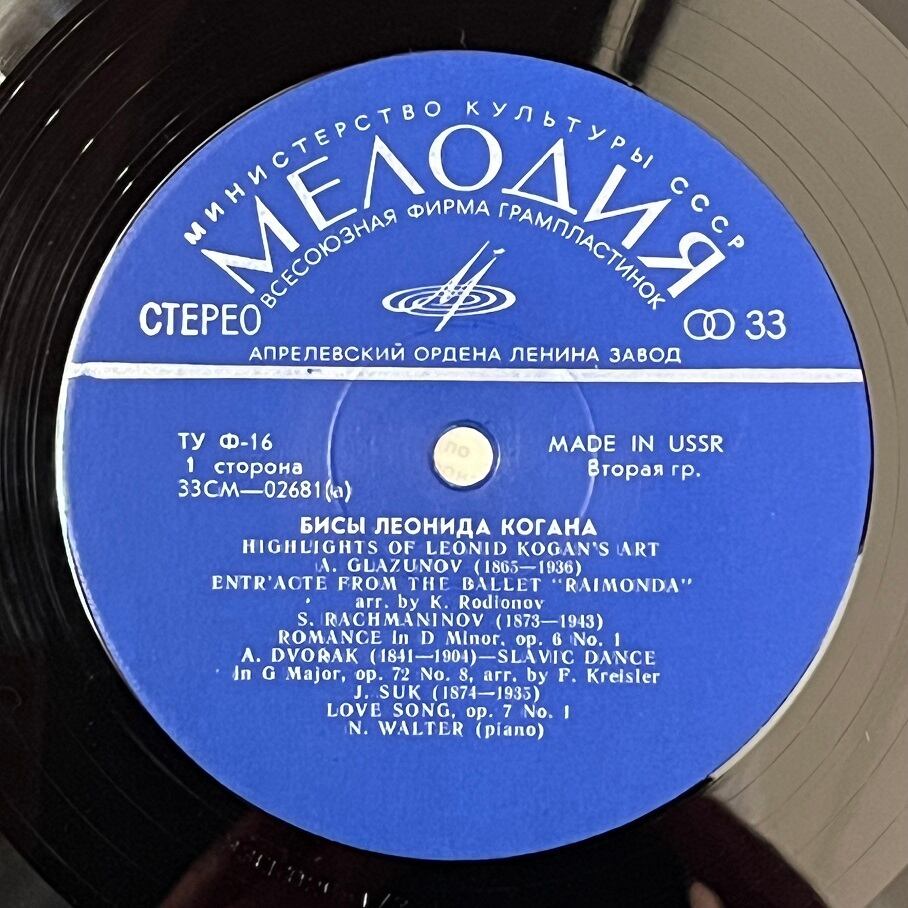 МИНИСТЕРСТВО КУЛЬТУРЫ СССР
МЕЛОДИЯ
ВСЕСОЮЗНАЯ ФИРМА ГРАМПЛАСТИНОК
СТЕРЕО
33
АПРЕЛЕВСКИЙ ОРДЕНА ЛЕНИНА ЗАВОД
ТУ Ф-16
MADE IN USSR
1 сторона
Вторая гр.
33СМ—02681(а)
БИСЫ ЛЕОНИДА КОГАНА
HIGHLIGHTS OF LEONID KOGAN'S ART
A. GLAZUNOV (1865—1936)
ENTR'ACTE FROM THE BALLET "RAIMONDA"
arr. by K. Rodionov
S. RACHMANINOV (1873—1943)
ROMANCE in D Minor, op. 6 No. 1
A. DVORAK (1841—1904)—SLAVIC DANCE
in G Major, op. 72 No. 8, arr. by F. Kreisler
J. SUK (1874—1935)
LOVE SONG, op. 7 No. 1
N. WALTER (piano)